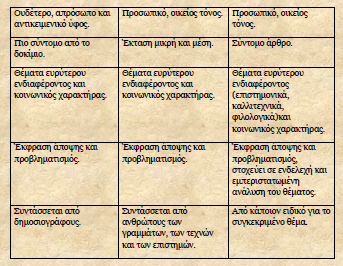 Ουδέτερο, απρόσωπο και
αντικειμενικό ύφος.
Προσωπικό, οικείος τόνος.
Προσωπικό, οικείος
τόνος.
Πιο σύντομο από το
δοκίμιο.
Έκταση μικρή και μέση.
Σύντομο άρθρο.
Θέματα ευρύτερου
ενδιαφέροντος και
κοινωνικός χαρακτήρας.
Θέματα ευρύτερου
ενδιαφέροντος και
κοινωνικός χαρακτήρας.
Θέματα ευρύτερου
ενδιαφέροντος
(επιστημονικά,
καλλιτεχνικά,
φιλολογικά)και
κοινωνικός χαρακτήρας.
Έκφραση άποψης και
προβληματισμός.
Έκφραση άποψης και
προβληματισμός.
Έκφραση άποψης και
προβληματισμός,
στοχεύει σε ενδελεχή και
εμπεριστατωμένη
ανάλυση του θέματος.
Συντάσσεται από
δημοσιογράφους.
Συντάσσεται από
ανθρώπους των
γραμμάτων, των τεχνών
και των επιστημών.
Από κάποιον ειδικό για το
συγκεκριμένο θέμα.